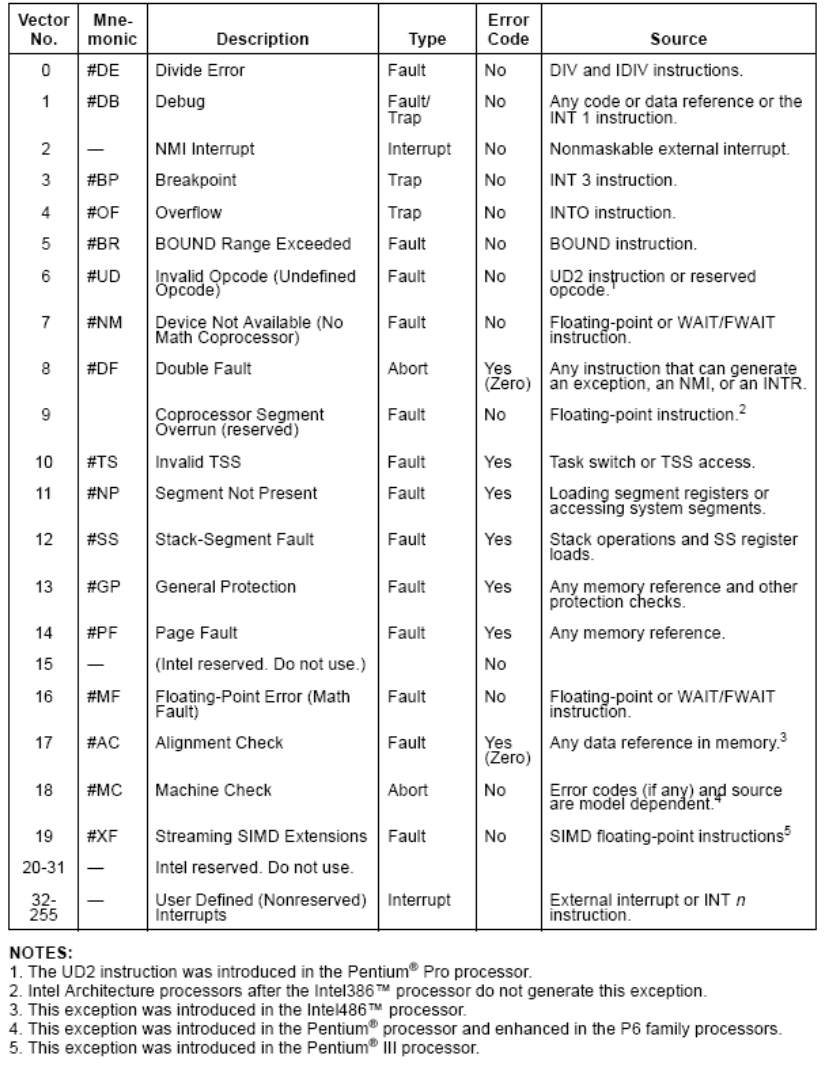 Vector No. Mne-monic Description Type Error Code Source
0 #DE Divide Error Fault No DIV and IDIV instructions.
1 #DB Debug Fault/ Trap No Any code or data reference or the INT 1 instruction.
2 — NMI Interrupt Interrupt No Nonmaskable external interrupt.
3 #BP Breakpoint Trap No INT 3 instruction.
4 #OF Overflow Trap No INTO instruction.
5 #BR BOUND Range Exceeded Fault No BOUND instruction.
6 #UD Invalid Opcode (Undefined Opcode) Fault No UD2 instruction or reserved opcode.1
7 #NM Device Not Available (No Math Coprocessor) Fault No Floating-point or WAIT/FWAIT instruction.
8 #DF Double Fault Abort Yes (Zero) Any instruction that can generate an exception, an NMI, or an INTR.
9 Coprocessor Segment Overrun (reserved) Fault No Floating-point instruction.2
10 #TS Invalid TSS Fault Yes Task switch or TSS access.
11 #NP Segment Not Present Fault Yes Loading segment registers or accessing system segments.
12 #SS Stack-Segment Fault Fault Yes Stack operations and SS register loads.
13 #GP General Protection Fault Yes Any memory reference and other protection checks.
14 #PF Page Fault Fault Yes Any memory reference.
15 — (Intel reserved. Do not use.) No
16 #MF Floating-Point Error (Math Fault) Fault No Floating-point or WAIT/FWAIT instruction.
17 #AC Alignment Check Fault Yes (Zero) Any data reference in memory.3
18 #MC Machine Check Abort No Error codes (if any) and source are model dependent.4
19 #XF Streaming SIMD Extensions Fault No SIMD floating-point instructions5
20-31 — Intel reserved. Do not use.
32-255 — User Defined (Nonreserved) Interrupts Interrupt External interrupt or INT n instruction.
NOTES:
1. The UD2 instruction was introduced in the Pentium® Pro processor.
2. Intel Architecture processors after the Intel386™ processor do not generate this exception.
3. This exception was introduced in the Intel486™ processor.
4. This exception was introduced in the Pentium® processor and enhanced in the P6 family processors.
5. This exception was introduced in the Pentium® III processor.